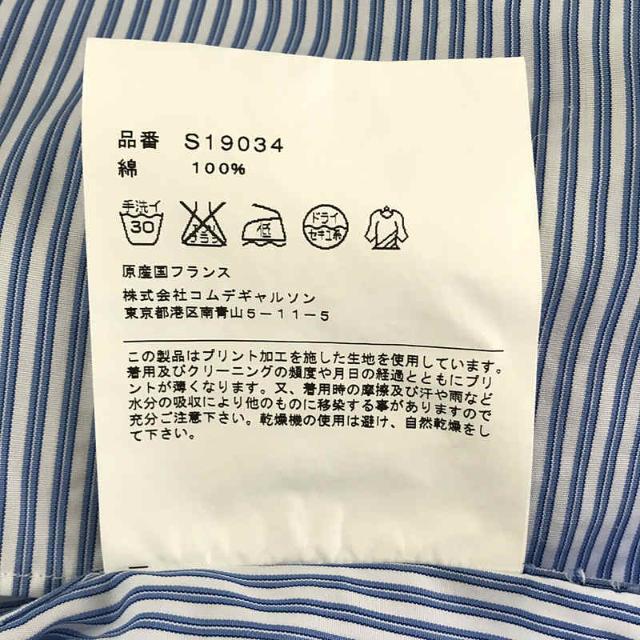 品番 S19034
綿 100%
手洗イ 30 エンソサラシ 低 ドライ セキユ系
原産国フランス
株式会社コムデギャルソン
東京都港区南青山5-11-5
この製品はプリント加工を施した生地を使用しています。
着用及びクリーニングの頻度や月日の経過とともにプリ
ントが薄くなります。又、着用時の摩擦及び汗や雨など
水分の吸収により他のものに移染する事がありますので
充分ご注意下さい。乾燥機の使用は避け、自然乾燥をし
て下さい。